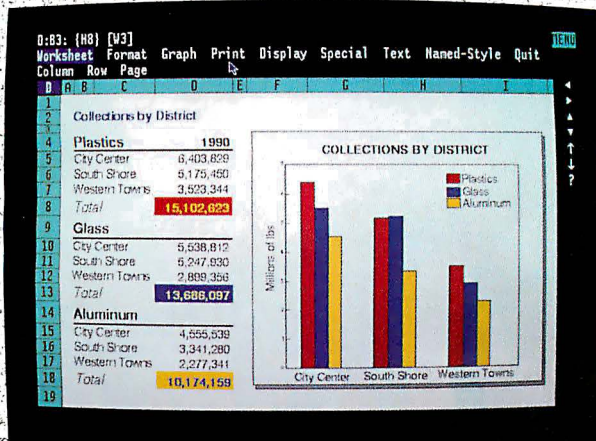 D:B3: {H8} [W3]
MENU
Worksheet Format Graph Print Display Special Text Named-Style Quit
Column Row Page
D A B C D E F G H I
1
2 Collections by District
3
4 Plastics 1990
5 City Center 6,403,829
6 South Shore 5,175,450
7 Western Towns 3,523,344
8 Total 15,102,623
9 Glass
10 City Center 5,538,812
11 South Shore 5,247,930
12 Western Towns 2,899,356
13 Total 13,686,097
14 Aluminum
15 City Center 4,555,539
16 South Shore 3,341,280
17 Western Towns 2,277,341
18 Total 10,174,159
19
COLLECTIONS BY DISTRICT
Plastics
Glass
Aluminum
Millions of lbs
City Center South Shore Western Towns
?